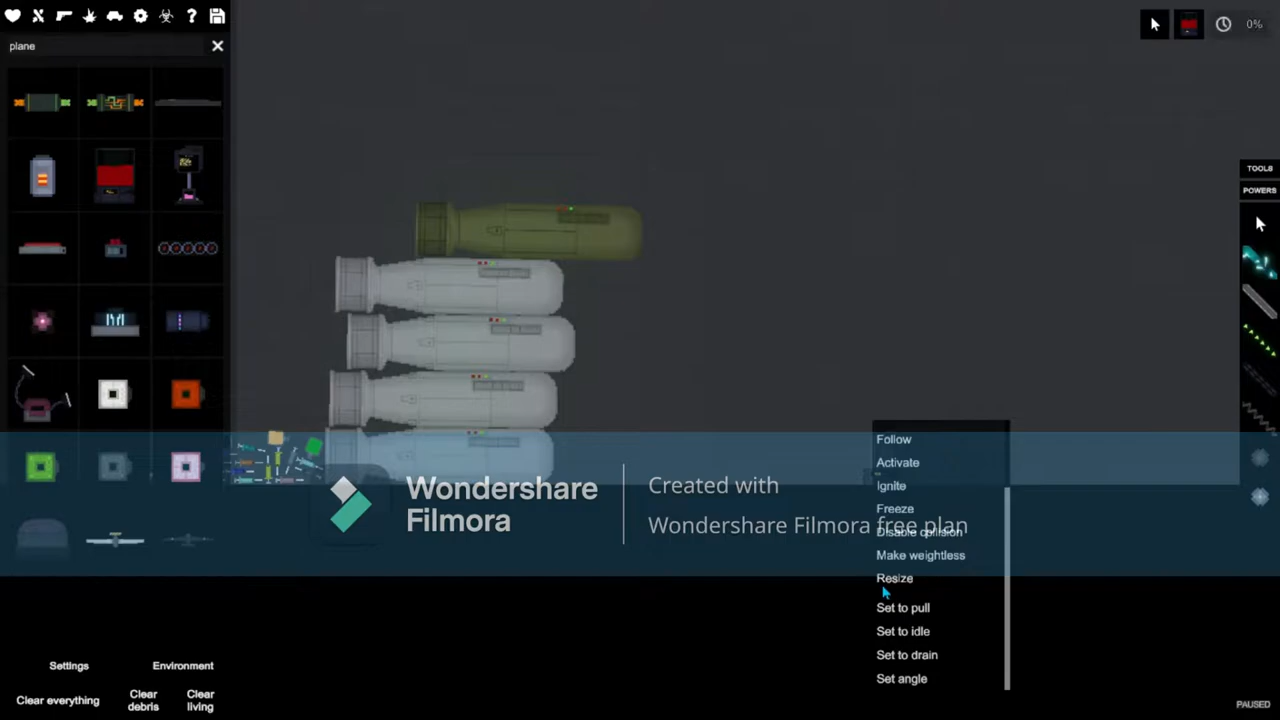 0%
plane
TOOLS
POWERS
Follow
Activate
Ignite
Freeze
Disable collision
Make weightless
Resize
Set to pull
Set to idle
Set to drain
Set angle
Wondershare
Filmora
Created with
Wondershare Filmora free plan
Settings
Environment
Clear everything
Clear
debris
Clear
living
PAUSED